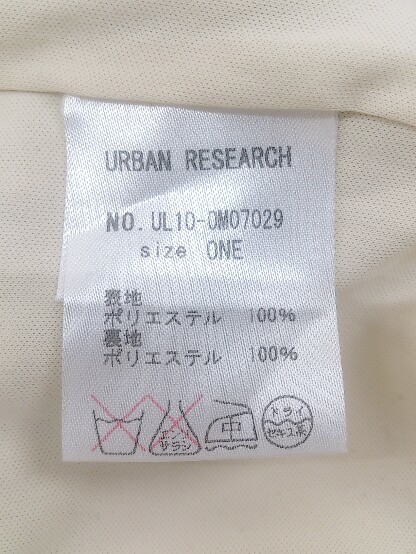 URBAN RESEARCH
NO. UL10-0M07029
size ONE
表地
ポリエステル 100%
裏地
ポリエステル 100%
エンソ
サラシ
中
ドライ
セキユ系